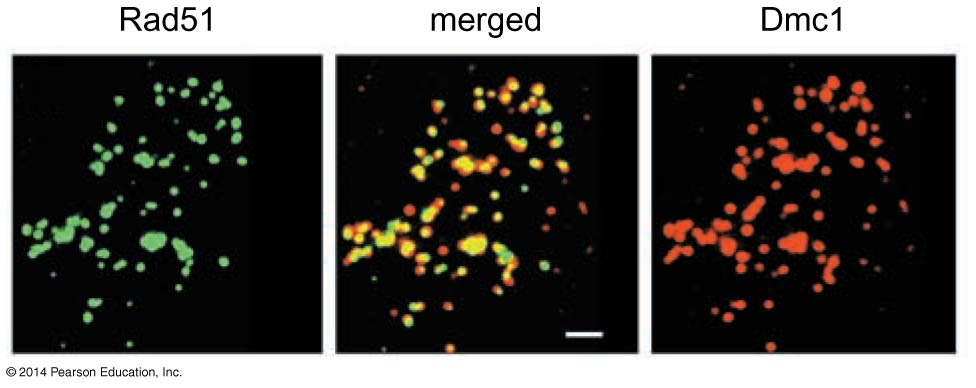 Rad51 merged Dmc1
© 2014 Pearson Education, Inc.